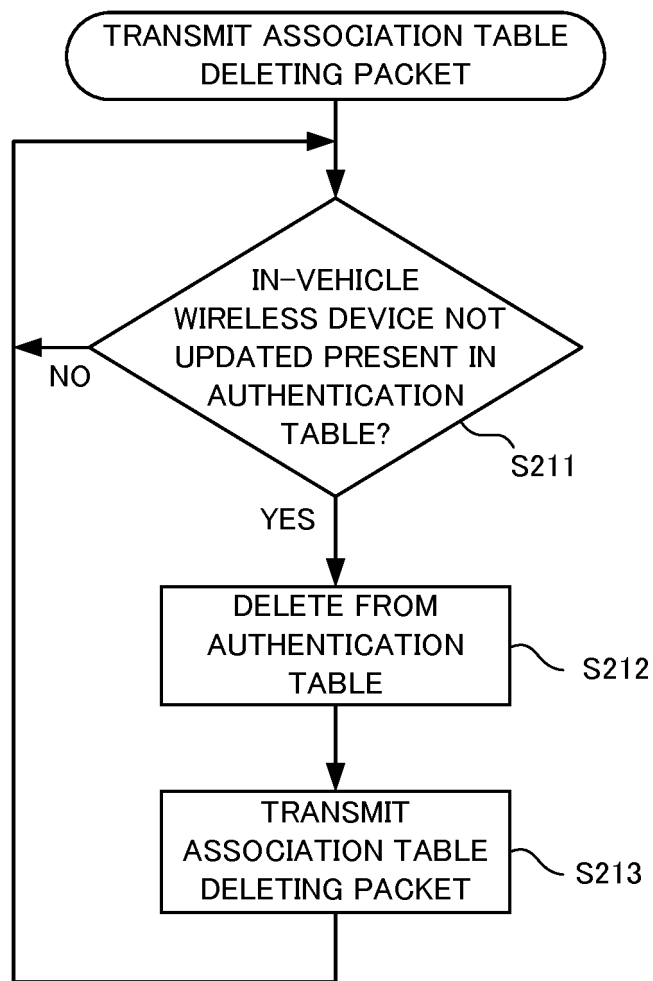 TRANSMIT ASSOCIATION TABLE
DELETING PACKET
IN-VEHICLE
WIRELESS DEVICE NOT
UPDATED PRESENT IN
AUTHENTICATION
TABLE?
NO
S211
YES
DELETE FROM
AUTHENTICATION
TABLE
S212
TRANSMIT
ASSOCIATION TABLE
DELETING PACKET
S213